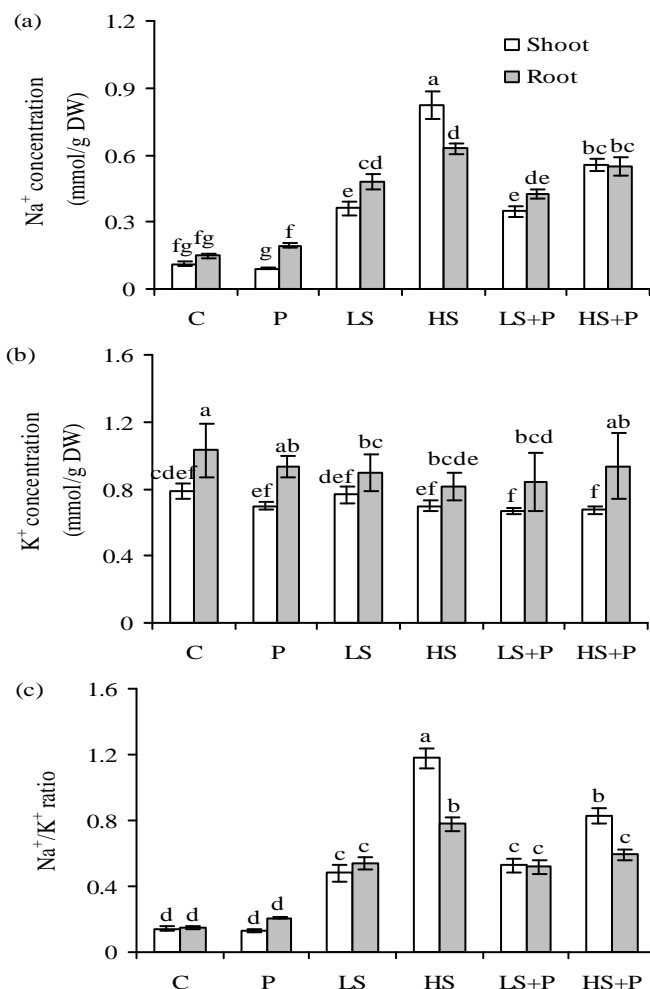 (a)
Na⁺ concentration
(mmol/g DW)
1.2
0.9
0.6
0.3
0
Shoot
Root
fg fg g f e cd a d e de bc bc
C P LS HS LS+P HS+P
(b)
K⁺ concentration
(mmol/g DW)
1.6
1.2
0.8
0.4
0
cdef a ef ab def bc ef bcde f bcd f ab
C P LS HS LS+P HS+P
(c)
Na⁺/K⁺ ratio
1.6
1.2
0.8
0.4
0
d d d d c c a b c c b c
C P LS HS LS+P HS+P